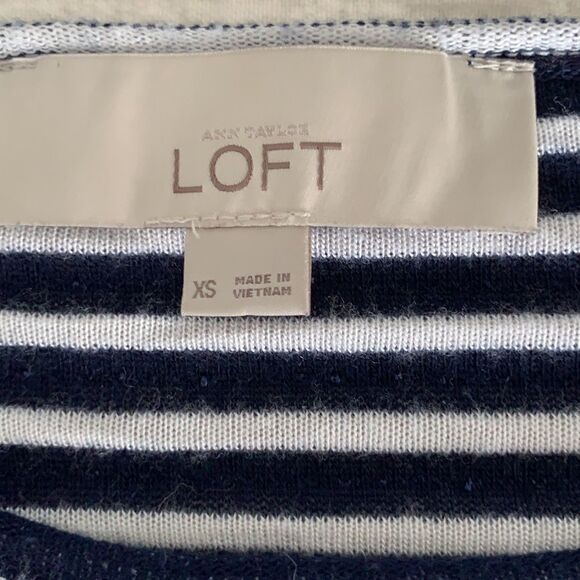 ANN TAYLOR
LOFT
XS
MADE IN
VIETNAM